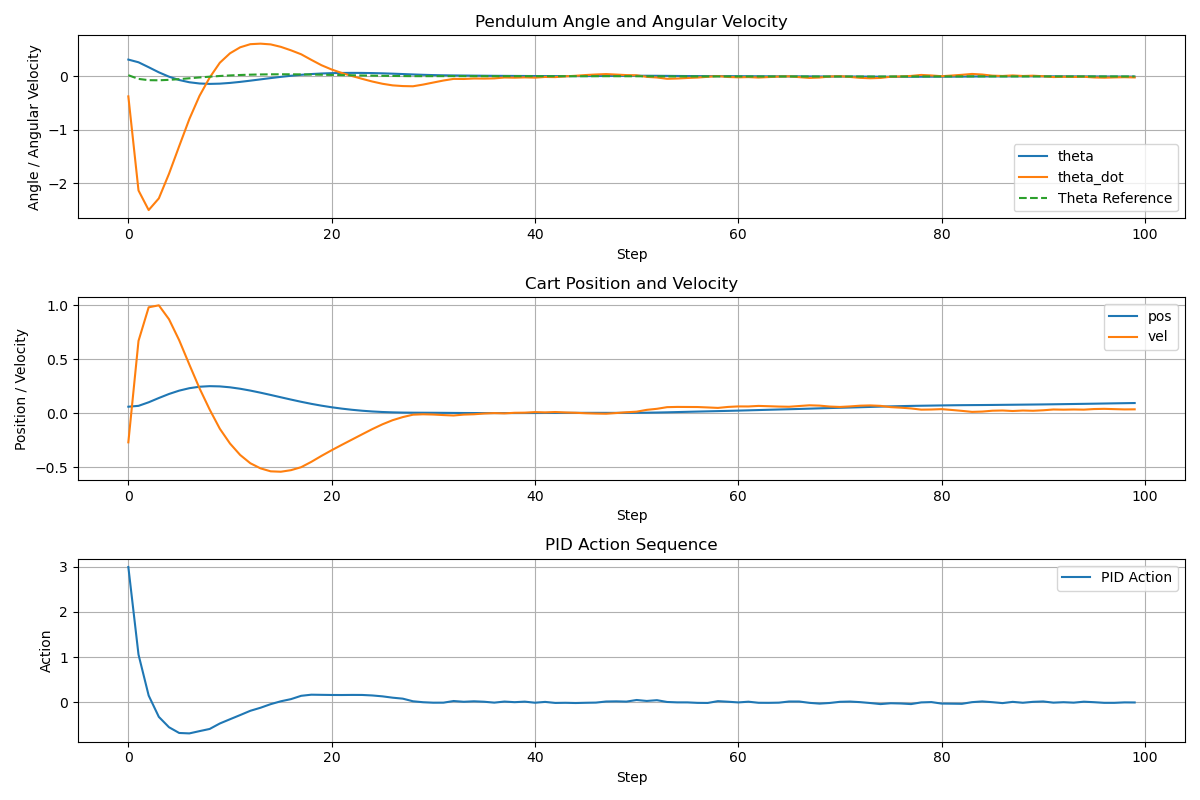 Pendulum Angle and Angular Velocity
Angle / Angular Velocity
0
−1
−2
theta
theta_dot
Theta Reference
0 20 40 60 80 100
Step
Cart Position and Velocity
Position / Velocity
1.0
0.5
0.0
−0.5
pos
vel
0 20 40 60 80 100
Step
PID Action Sequence
Action
3
2
1
0
PID Action
0 20 40 60 80 100
Step